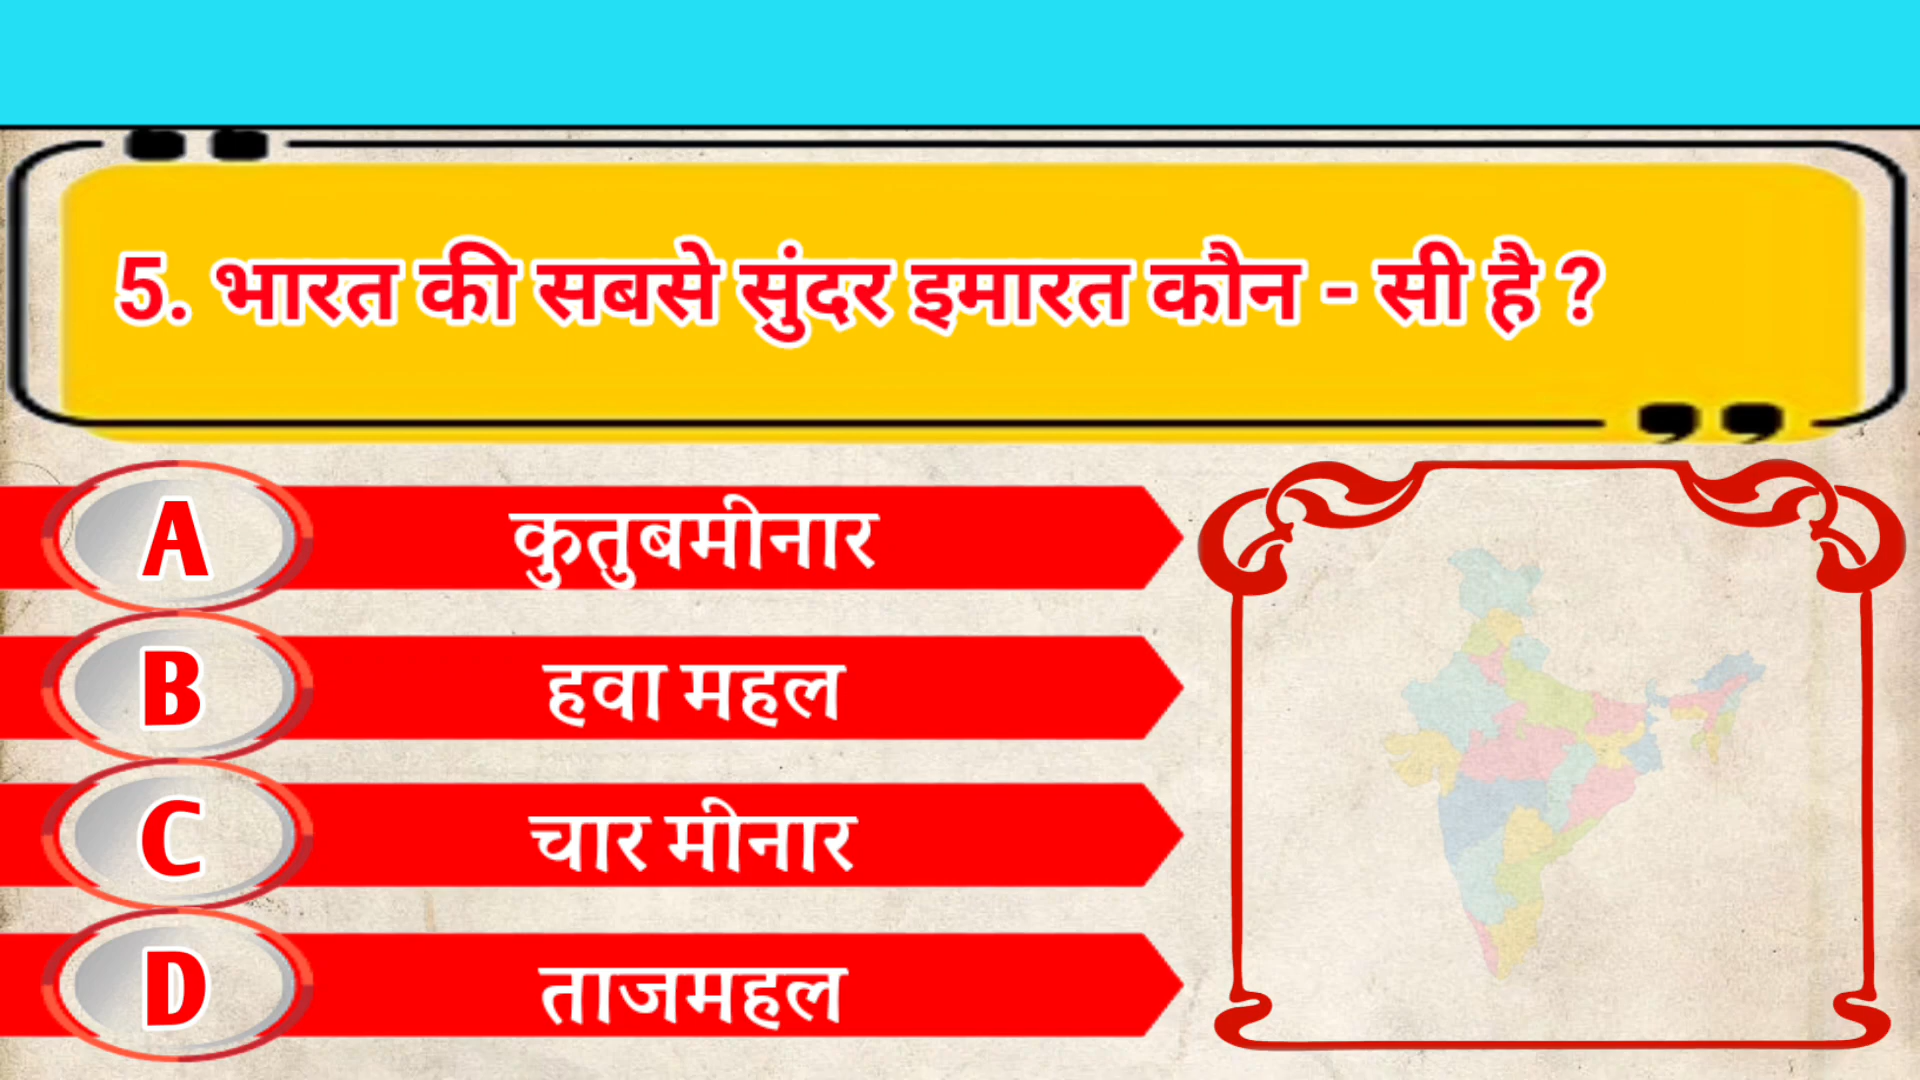 5. भारत की सबसे सुंदर इमारत कौन - सी है ?
A कुतुबमीनार
B हवा महल
C चार मीनार
D ताजमहल